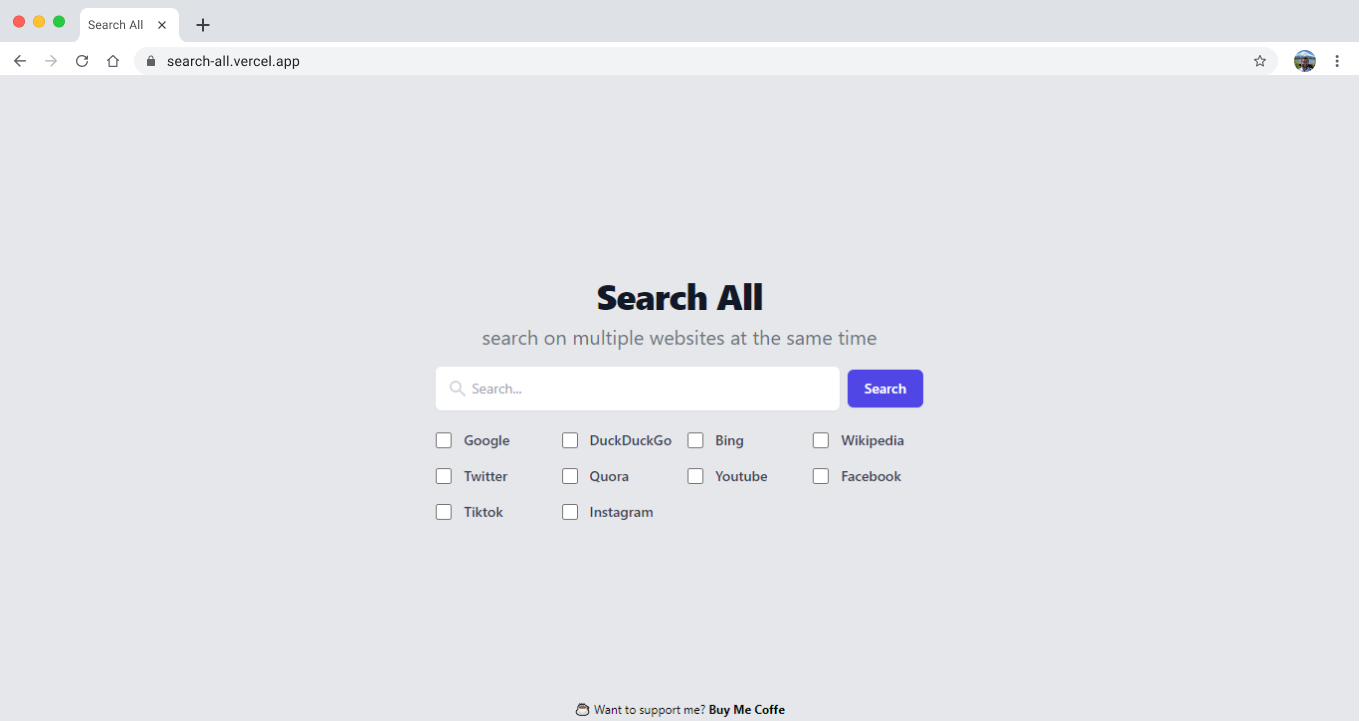 Search All
search-all.vercel.app
Search All
search on multiple websites at the same time
Search...
Search
Google DuckDuckGo Bing Wikipedia
Twitter Quora Youtube Facebook
Tiktok Instagram
Want to support me? Buy Me Coffe